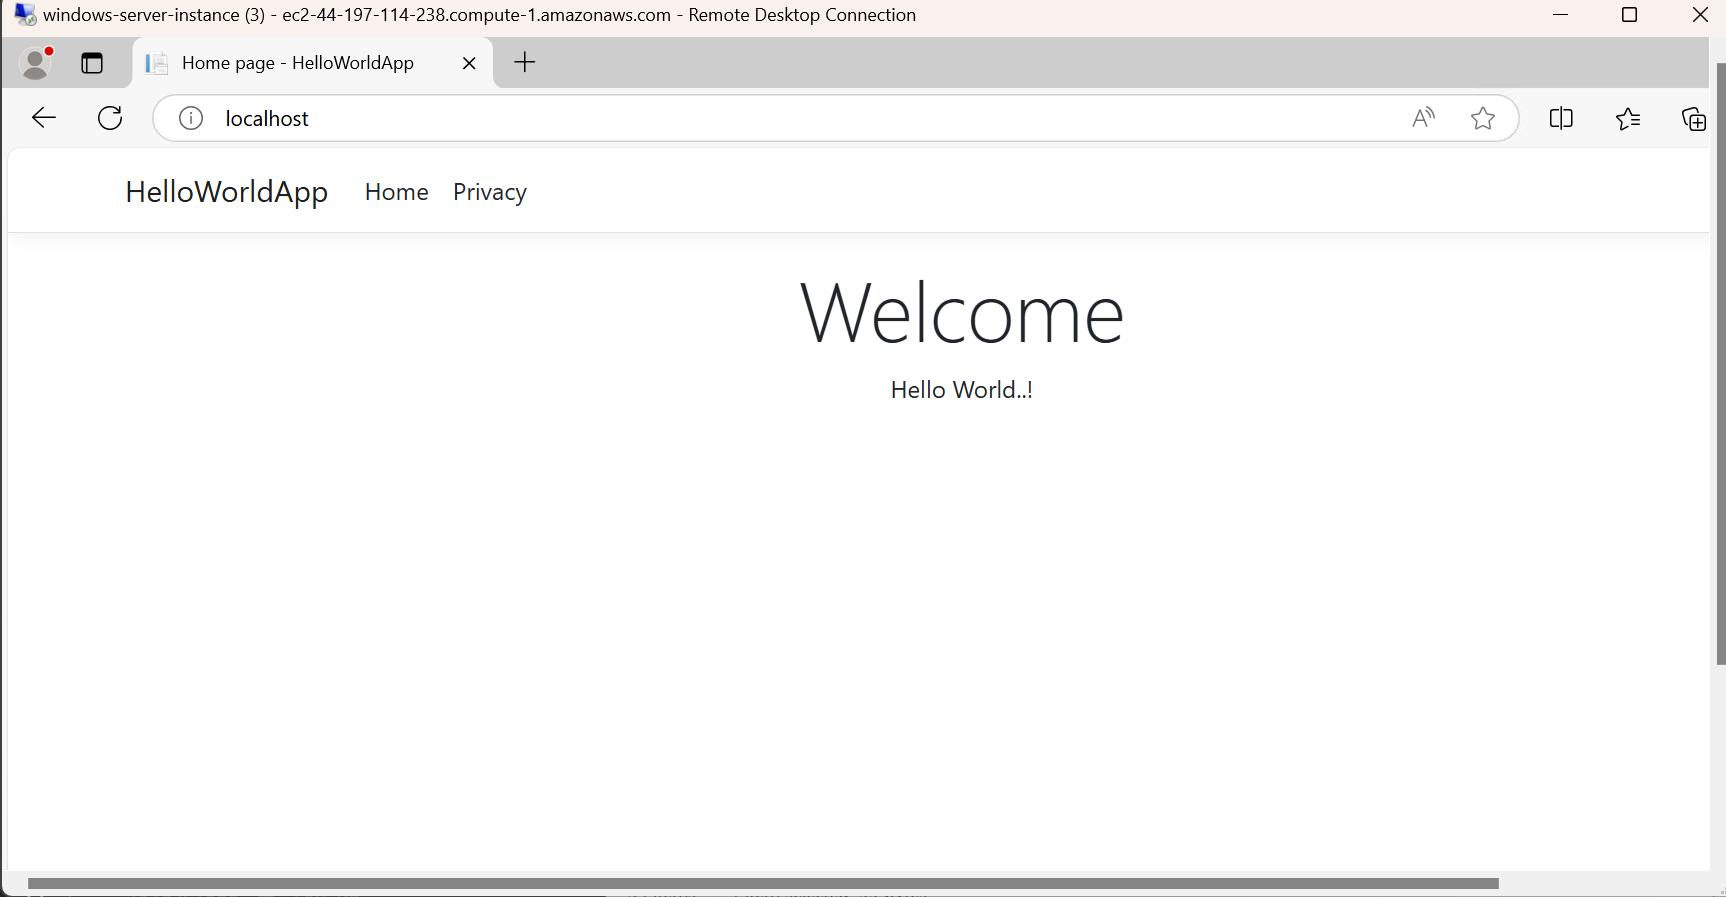 windows-server-instance (3) - ec2-44-197-114-238.compute-1.amazonaws.com - Remote Desktop Connection
Home page - HelloWorldApp
localhost
HelloWorldApp Home Privacy
Welcome
Hello World..!